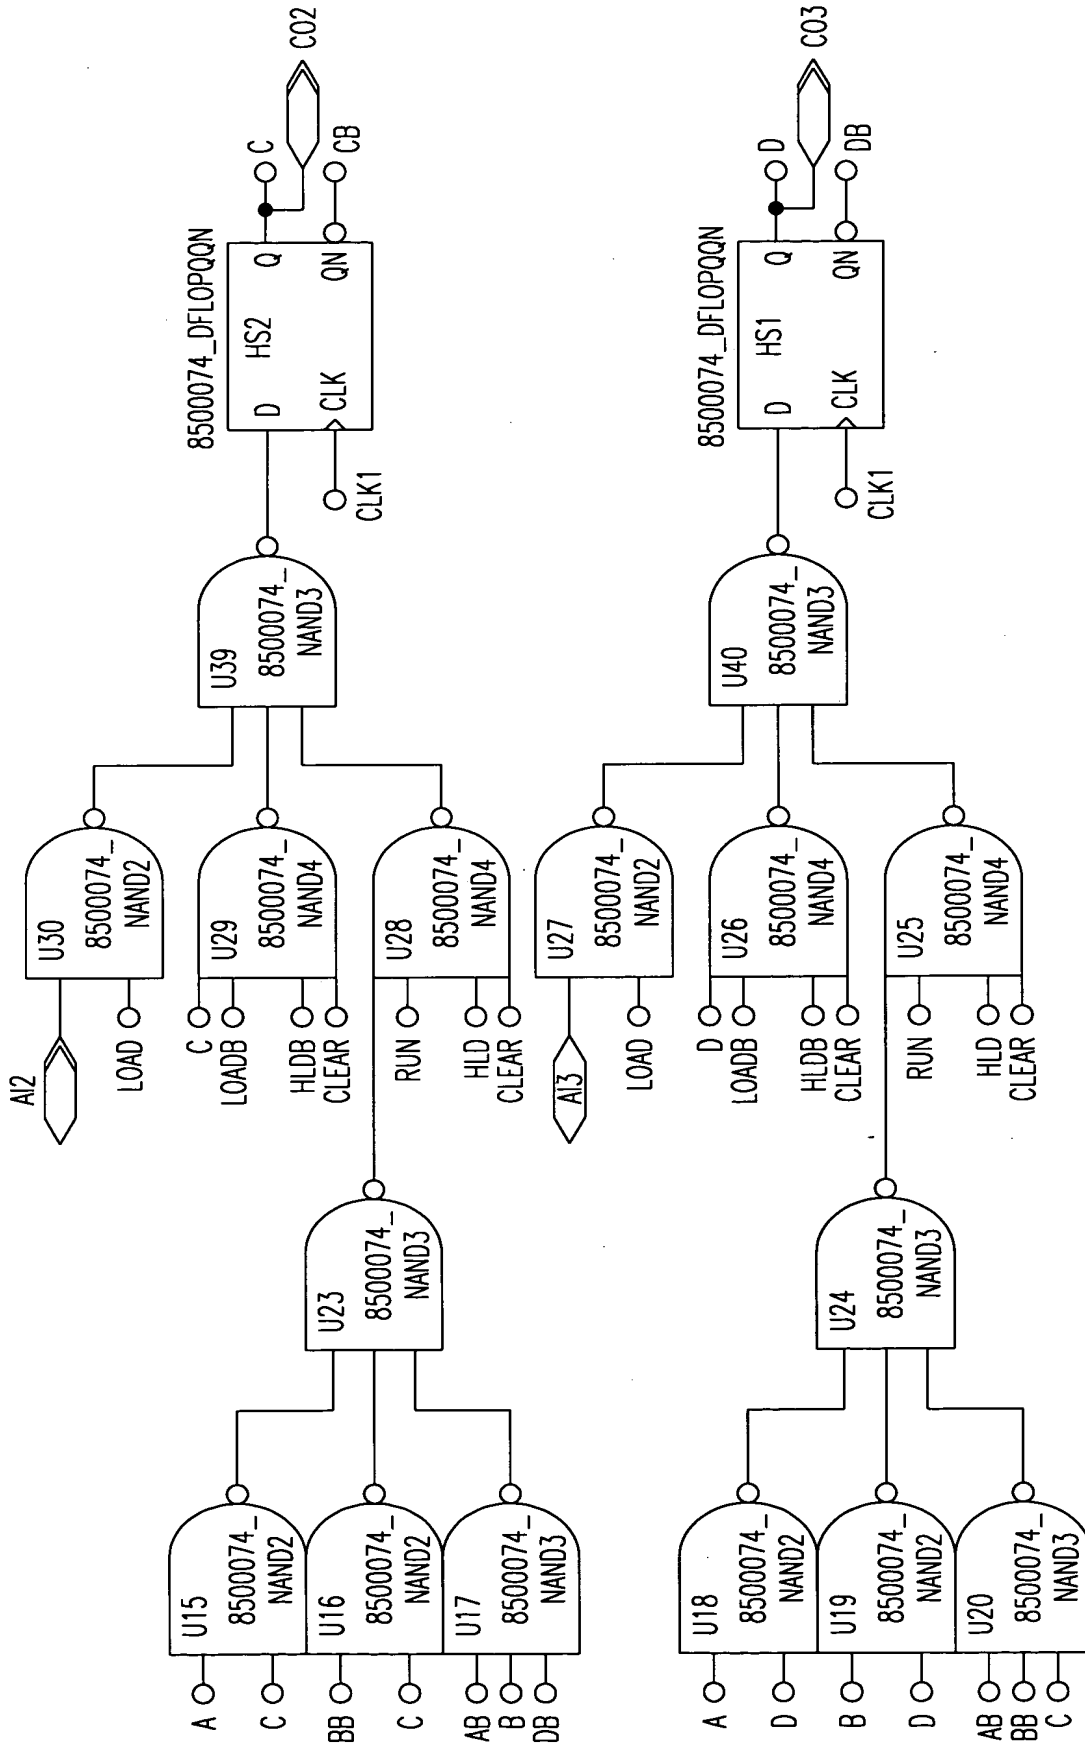 A
C
BB
C
AB
B
DB
U15
8500074_
NAND2
U16
8500074_
NAND2
U17
8500074_
NAND3
U23
8500074_
NAND3
AI2
LOAD
C
LOADB
HLDB
CLEAR
RUN
HLD
CLEAR
U30
8500074_
NAND2
U29
8500074_
NAND4
U28
8500074_
NAND4
U39
8500074_
NAND3
CLK1
8500074_DFLOPQQN
D
HS2
Q
CLK
QN
C
CB
CO2
A
D
B
D
AB
BB
C
U18
8500074_
NAND2
U19
8500074_
NAND2
U20
8500074_
NAND3
U24
8500074_
NAND3
AI3
LOAD
D
LOADB
HLDB
CLEAR
RUN
HLD
CLEAR
U27
8500074_
NAND2
U26
8500074_
NAND4
U25
8500074_
NAND4
U40
8500074_
NAND3
CLK1
8500074_DFLOPQQN
D
HS1
Q
CLK
QN
D
DB
CO3